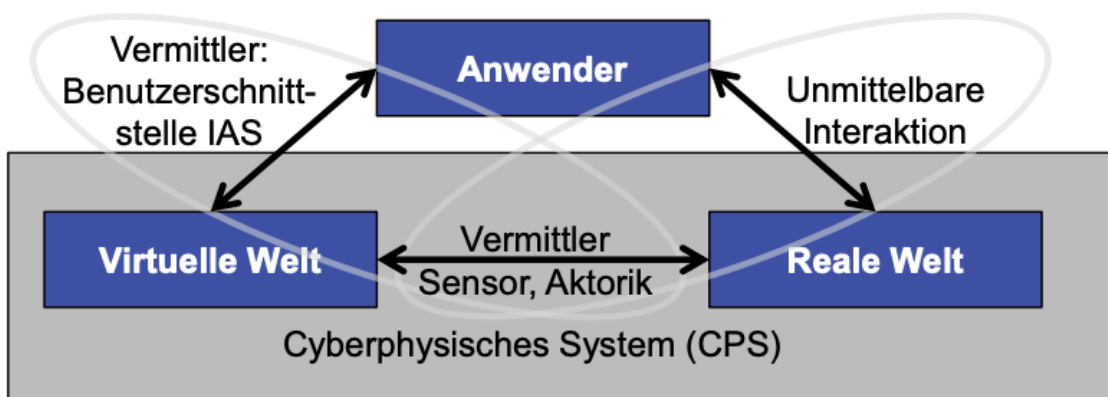 Vermittler:
Benutzerschnitt-
stelle IAS
Anwender
Unmittelbare
Interaktion
Virtuelle Welt
Vermittler
Sensor, Aktorik
Reale Welt
Cyberphysisches System (CPS)